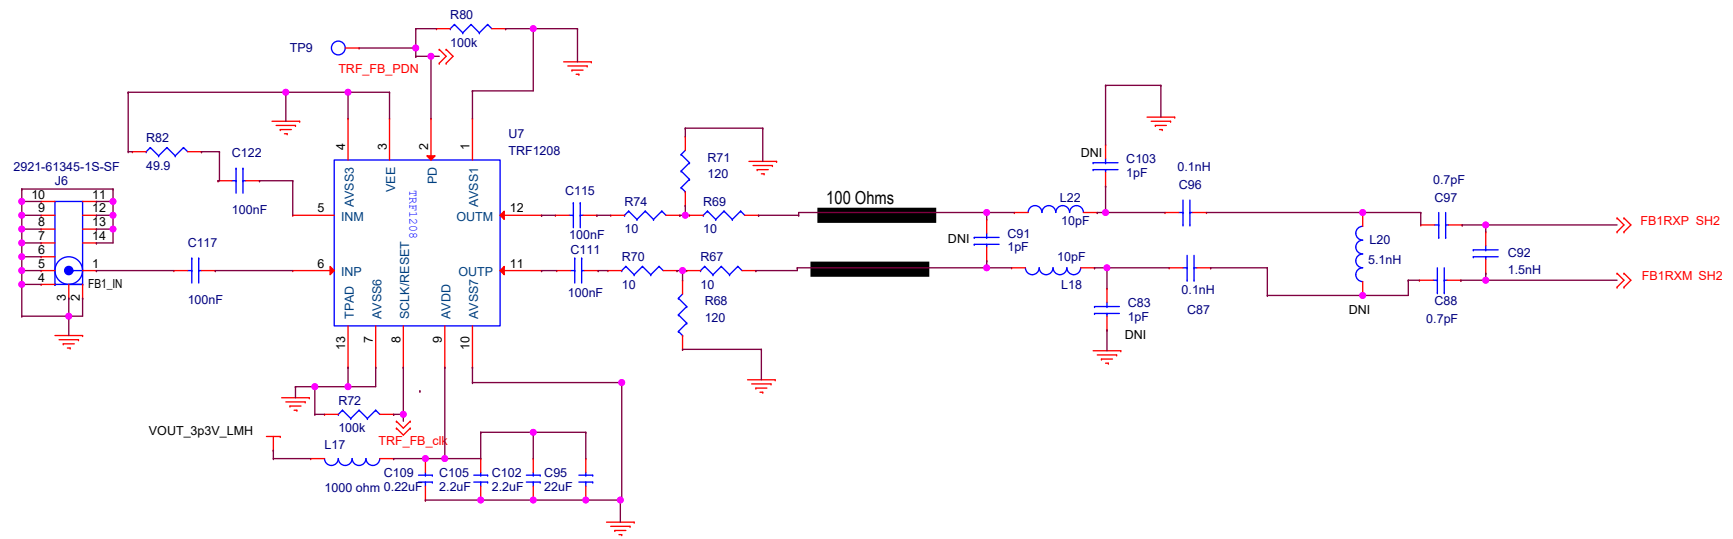 R80
100k
TP9
TRF_FB_PDN
R82
49.9
C122
100nF
2921-61345-1S-SF
J6
10
9
8
7
6
5
4
11
12
13
14
1
3
2
FB1_IN
C117
100nF
4
3
2
1
U7
TRF1208
AVSS3
VEE
PD
AVSS1
TRF1208
5
INM
OUTM
12
6
INP
OUTP
11
TPAD
AVSS6
SCLK/RESET
AVDD
AVSS7
13
7
8
9
10
R72
100k
TRF_FB_clk
VOUT_3p3V_LMH
L17
1000 ohm
C109
0.22uF
C105
2.2uF
C102
2.2uF
C95
22uF
C115
100nF
C111
100nF
R74
10
R71
120
R69
10
R70
10
R67
10
R68
120
100 Ohms
DNI
C91
1pF
L22
10pF
10pF
L18
DNI
C103
1pF
C83
1pF
DNI
0.1nH
C96
0.1nH
C87
L20
5.1nH
DNI
0.7pF
C97
C88
0.7pF
C92
1.5nH
FB1RXP SH2
FB1RXM SH2